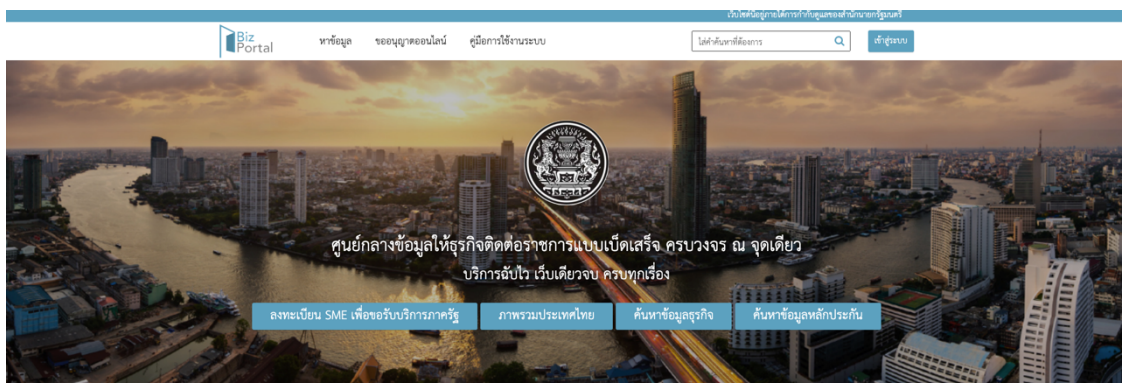 เว็บไซต์นี้อยู่ภายใต้การกำกับดูแลของสำนักนายกรัฐมนตรี
Biz
Portal
หาข้อมูล
ขออนุญาตออนไลน์
คู่มือการใช้งานระบบ
ใส่คำค้นหาที่ต้องการ
เข้าสู่ระบบ
ศูนย์กลางข้อมูลให้ธุรกิจติดต่อราชการแบบเบ็ดเสร็จ ครบวงจร ณ จุดเดียว
บริการฉับไว เว็บเดียวจบ ครบทุกเรื่อง
ลงทะเบียน SME เพื่อขอรับบริการภาครัฐ
ภาพรวมประเทศไทย
ค้นหาข้อมูลธุรกิจ
ค้นหาข้อมูลหลักประกัน